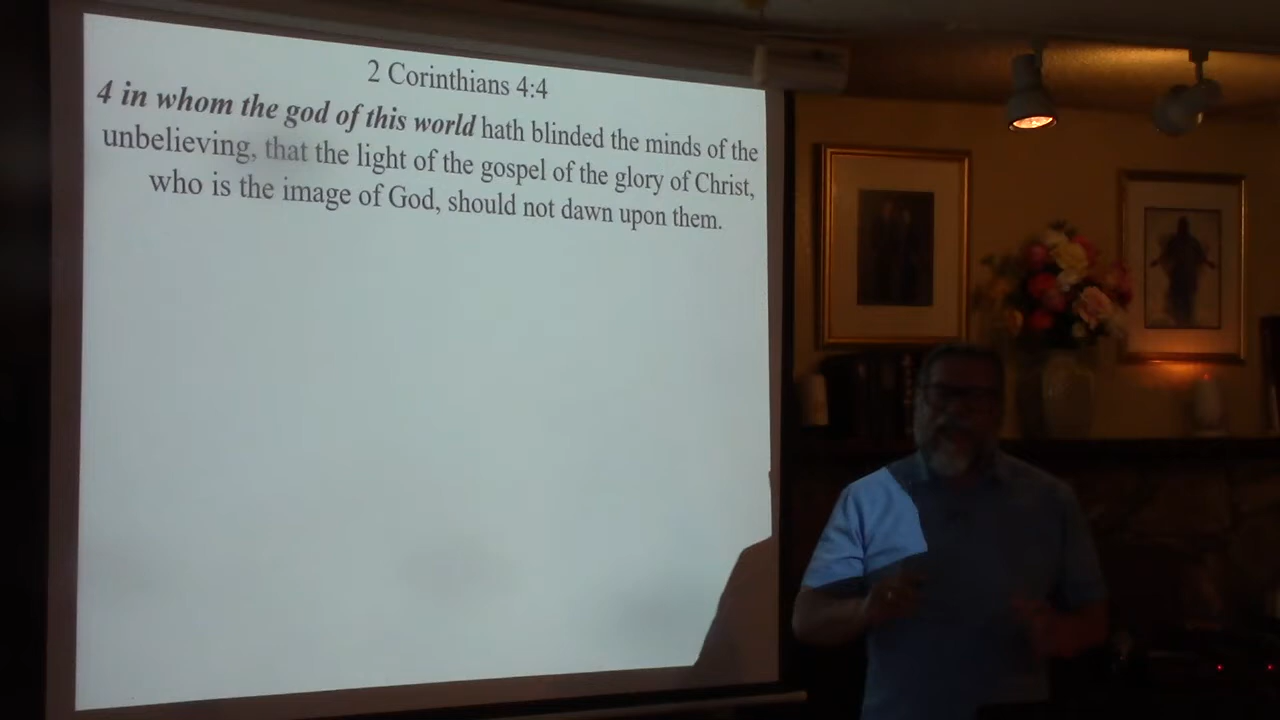 2 Corinthians 4:4
4 in whom the god of this world hath blinded the minds of the
unbelieving, that the light of the gospel of the glory of Christ,
who is the image of God, should not dawn upon them.